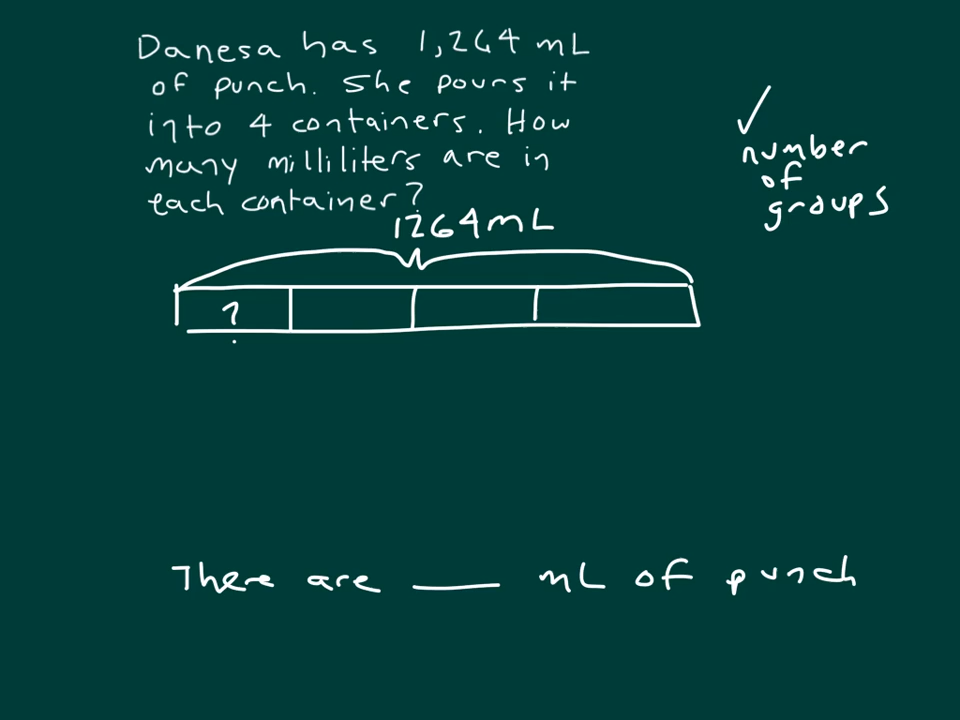 Danesa has 1,264 mL
of punch. She pours it
into 4 containers. How
many milliliters are in
each container?
✓
number
of
groups
1264mL
?
There are ___ mL of punch